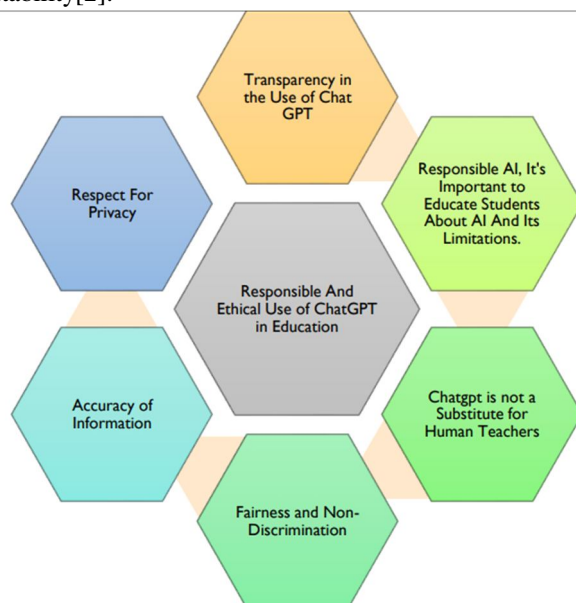 tability[2].
Transparency in
the Use of Chat
GPT
Responsible AI, It's
Important to
Educate Students
About AI And Its
Limitations.
Chatgpt is not a
Substitute for
Human Teachers
Fairness and Non-
Discrimination
Accuracy of
Information
Respect For
Privacy
Responsible And
Ethical Use of ChatGPT
in Education